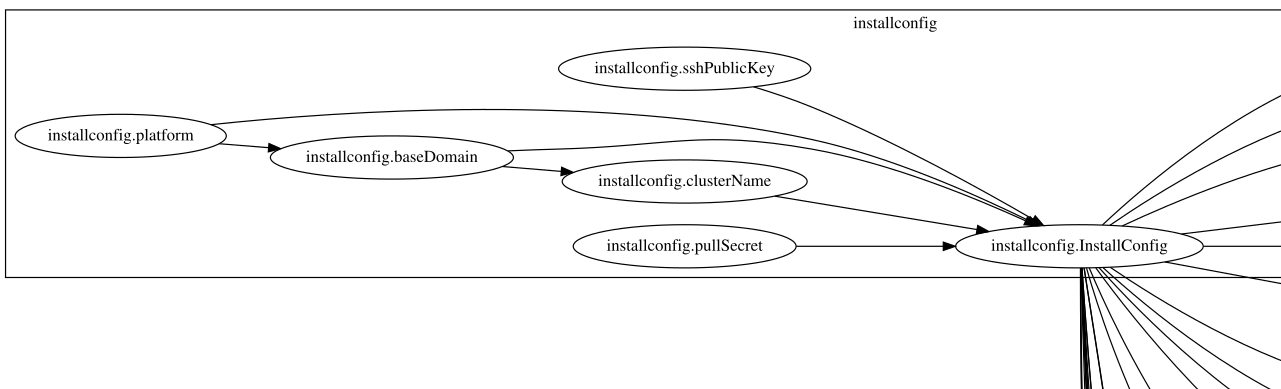 installconfig
installconfig.sshPublicKey
installconfig.platform
installconfig.baseDomain
installconfig.clusterName
installconfig.pullSecret
installconfig.InstallConfig